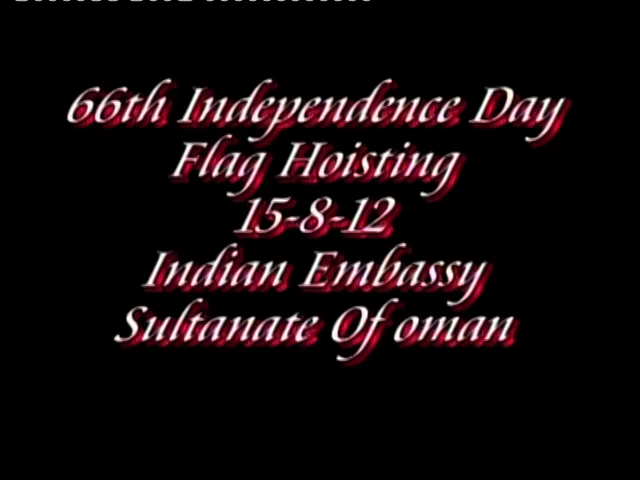 66th Independence Day
Flag Hoisting
15-8-12
Indian Embassy
Sultanate Of oman